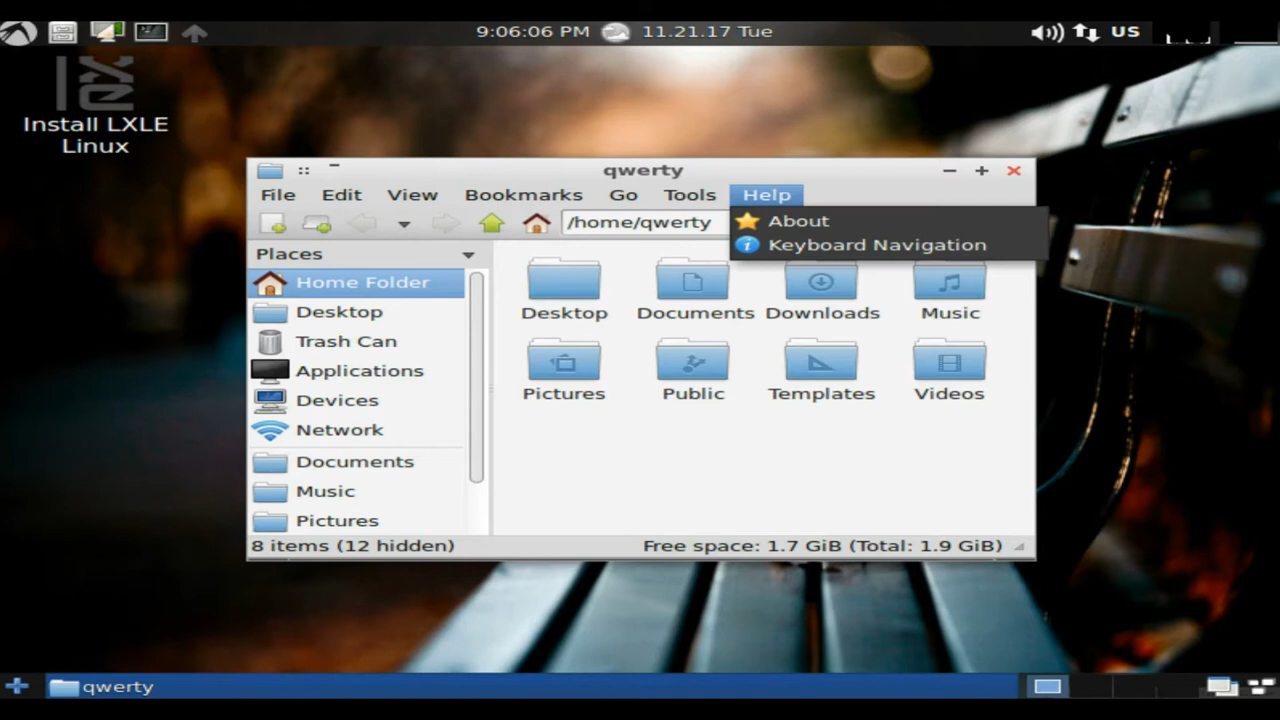 9:06:06 PM 11.21.17 Tue US
Install LXLE
Linux
qwerty
File Edit View Bookmarks Go Tools Help
/home/qwerty
About
Keyboard Navigation
Places
Home Folder
Desktop
Trash Can
Applications
Devices
Network
Documents
Music
Pictures
Desktop Documents Downloads Music
Pictures Public Templates Videos
8 items (12 hidden) Free space: 1.7 GiB (Total: 1.9 GiB)
qwerty